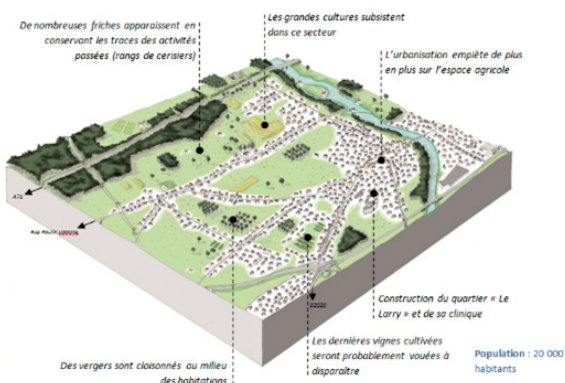 De nombreuses friches apparaissent en
conservant les traces des activités
passées (rangs de cerisiers)
Les grandes cultures subsistent
dans ce secteur
L'urbanisation empiète de plus
en plus sur l'espace agricole
Construction du quartier « Le
Larry » et de sa clinique
Les dernières vignes cultivées
seront probablement vouées à
disparaître
Des vergers sont cloisonnés au milieu
des habitations
Population : 20 000
habitants